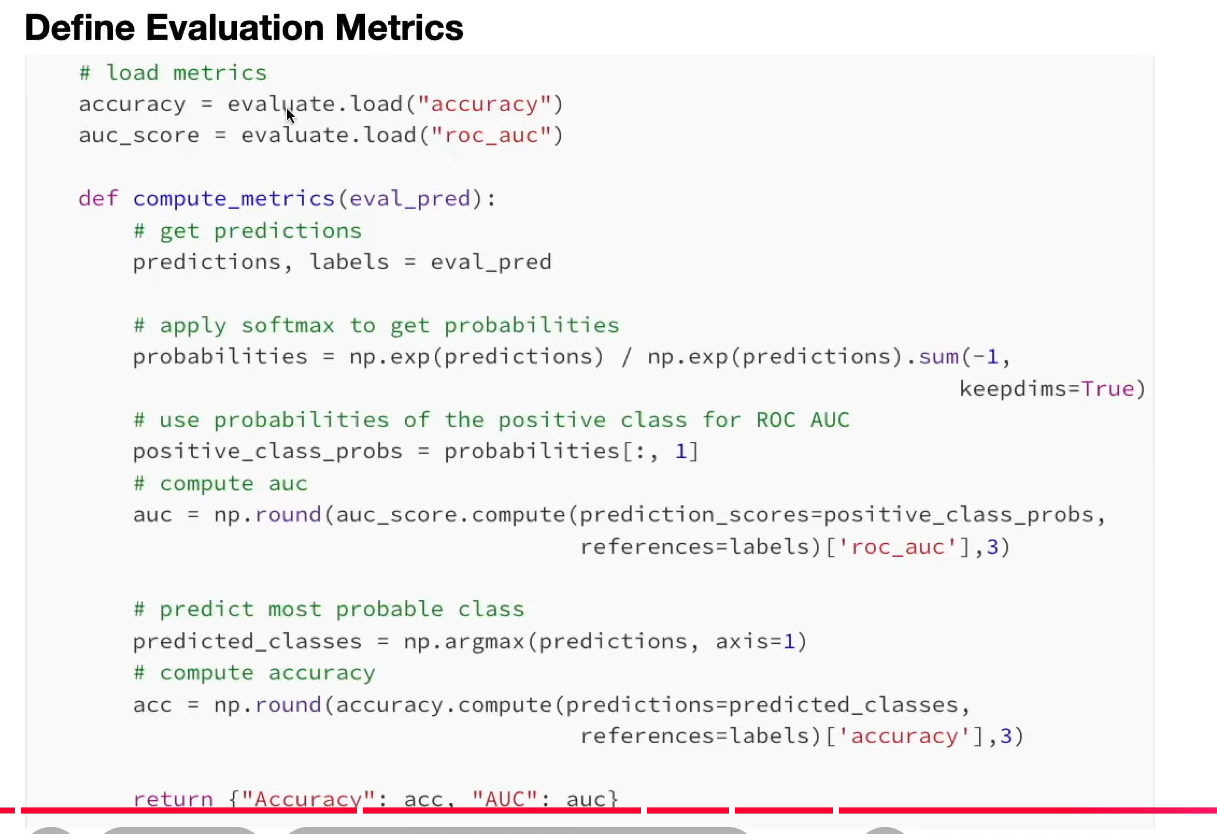 Define Evaluation Metrics
# load metrics
accuracy = evaluate.load("accuracy")
auc_score = evaluate.load("roc_auc")
def compute_metrics(eval_pred):
# get predictions
predictions, labels = eval_pred
# apply softmax to get probabilities
probabilities = np.exp(predictions) / np.exp(predictions).sum(-1,
keepdims=True)
# use probabilities of the positive class for ROC AUC
positive_class_probs = probabilities[:, 1]
# compute auc
auc = np.round(auc_score.compute(prediction_scores=positive_class_probs,
references=labels)['roc_auc'],3)
# predict most probable class
predicted_classes = np.argmax(predictions, axis=1)
# compute accuracy
acc = np.round(accuracy.compute(predictions=predicted_classes,
references=labels)['accuracy'],3)
return {"Accuracy": acc, "AUC": auc}